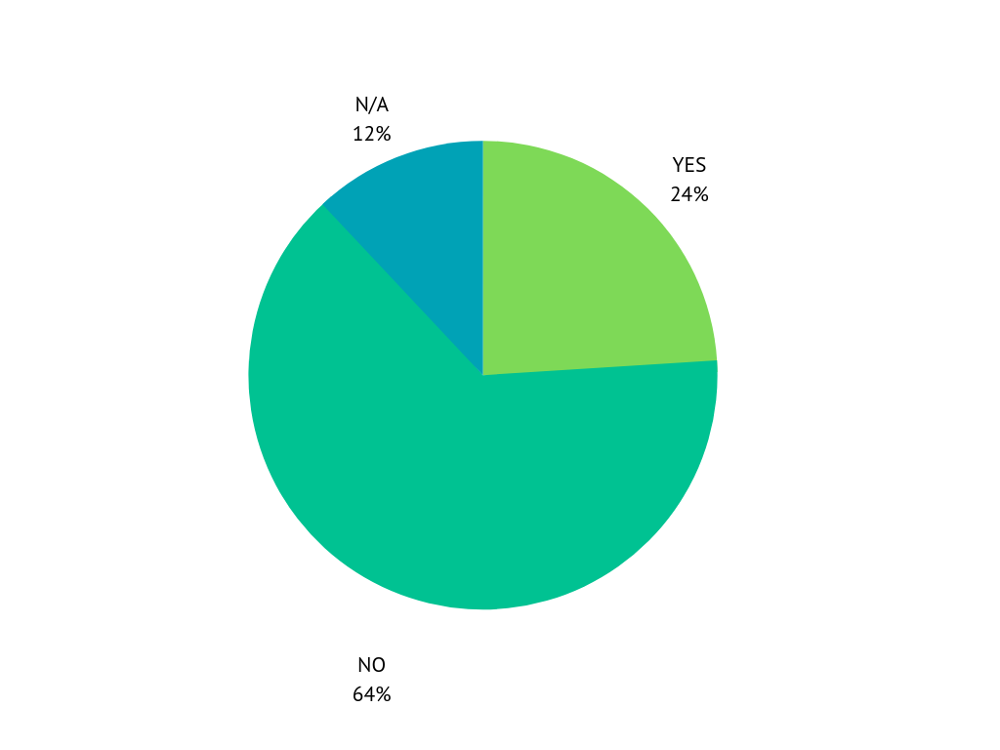 N/A
12%
YES
24%
NO
64%